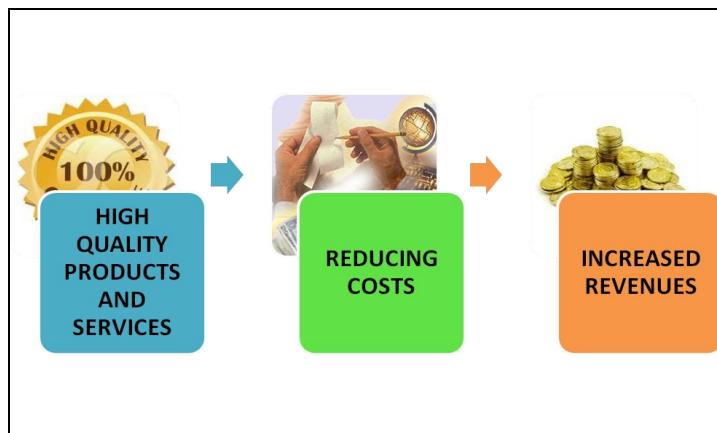 HIGH QUALITY
100%
HIGH
QUALITY
PRODUCTS
AND
SERVICES
REDUCING
COSTS
INCREASED
REVENUES